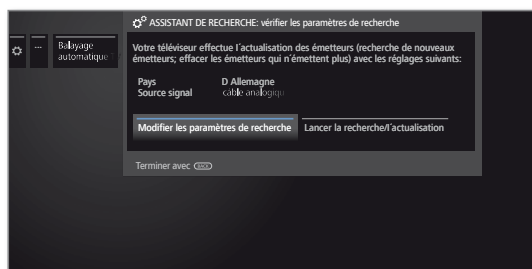 ASSISTANT DE RECHERCHE: vérifier les paramètres de recherche
...
Balayage
automatique
Votre téléviseur effectue l'actualisation des émetteurs (recherche de nouveaux
émetteurs; effacer les émetteurs qui n'émettent plus) avec les réglages suivants:
Pays D Allemagne
Source signal câble analogiqu
Modifier les paramètres de recherche Lancer la recherche/l'actualisation
Terminer avec BACK